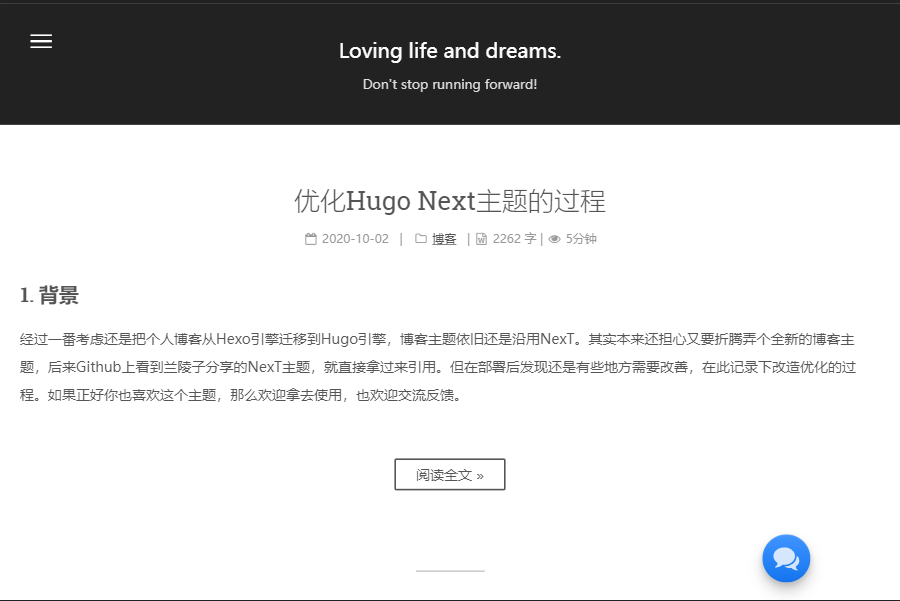 Loving life and dreams.
Don't stop running forward!
优化Hugo Next主题的过程
2020-10-02 | 博客 | 2262 字 | 5分钟
1. 背景
经过一番考虑还是把个人博客从Hexo引擎迁移到Hugo引擎，博客主题依旧还是沿用NexT。其实本来还担心又要折腾弄个全新的博客主
题，后来Github上看到兰陵子分享的NexT主题，就直接拿过来引用。但在部署后发现还是有些地方需要改善，在此记录下改造优化的过
程。如果正好你也喜欢这个主题，那么欢迎拿去使用，也欢迎交流反馈。
阅读全文 »